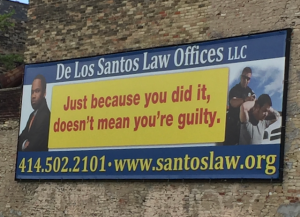 De Los Santos Law Offices LLC
Just because you did it,
doesn't mean you're guilty.
414.502.2101 · www.santoslaw.org